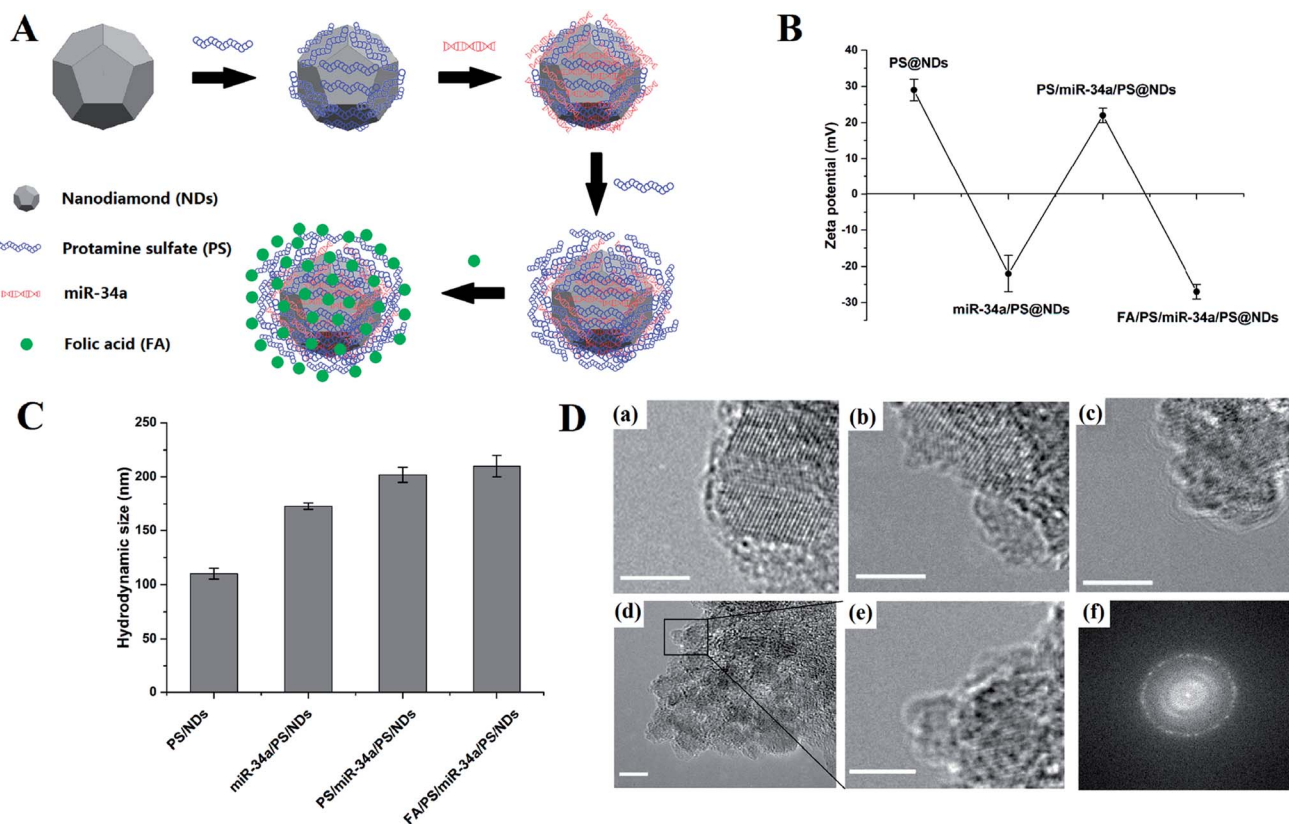 A
Nanodiamond (NDs)
Protamine sulfate (PS)
miR-34a
Folic acid (FA)
B
Zeta potential (mV)
40
30
20
10
0
-10
-20
-30
PS@NDs
miR-34a/PS@NDs
PS/miR-34a/PS@NDs
FA/PS/miR-34a/PS@NDs
C
Hydrodynamic size (nm)
250
200
150
100
50
0
PS/NDs
miR-34a/PS/NDs
PS/miR-34a/PS/NDs
FA/PS/miR-34a/PS/NDs
D
(a)
(b)
(c)
(d)
(e)
(f)